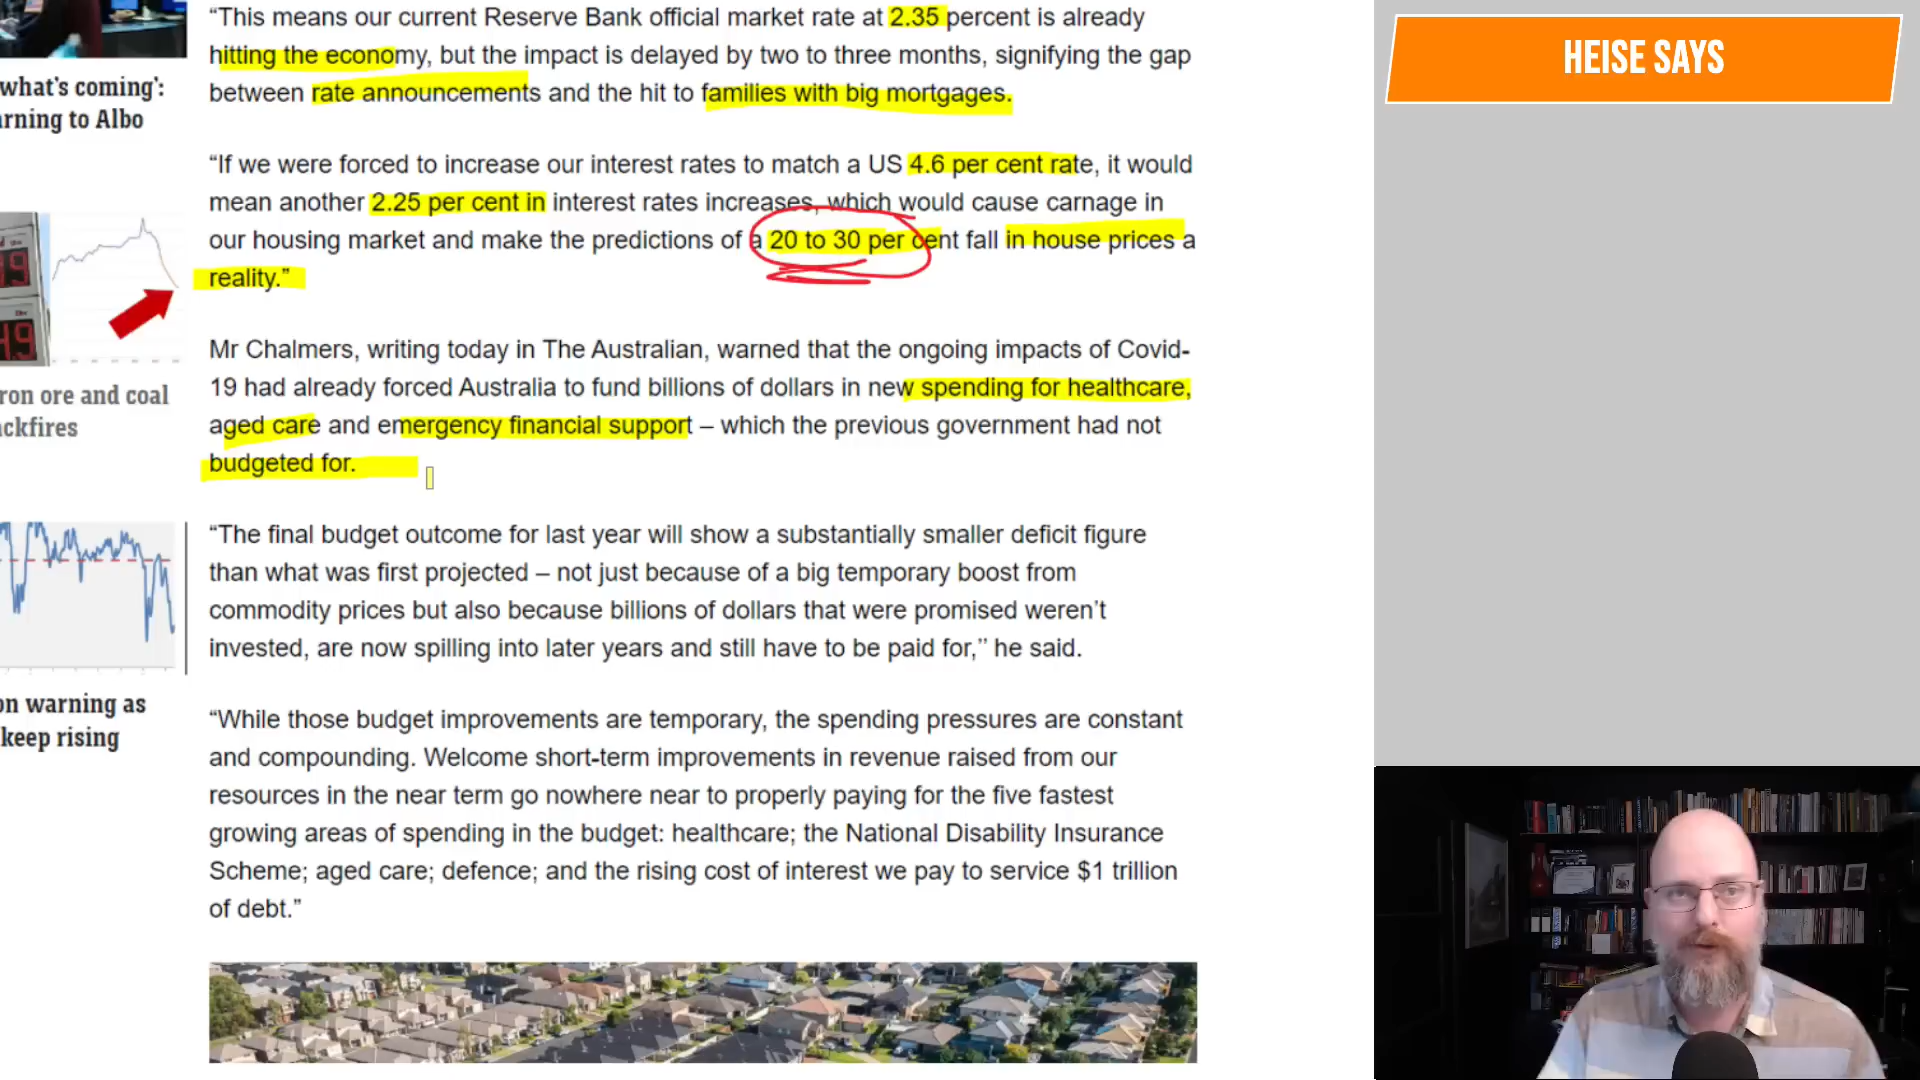 “This means our current Reserve Bank official market rate at 2.35 percent is already
hitting the economy, but the impact is delayed by two to three months, signifying the gap
between rate announcements and the hit to families with big mortgages.
“If we were forced to increase our interest rates to match a US 4.6 per cent rate, it would
mean another 2.25 per cent in interest rates increases, which would cause carnage in
our housing market and make the predictions of a 20 to 30 per cent fall in house prices a
reality.”
Mr Chalmers, writing today in The Australian, warned that the ongoing impacts of Covid-
19 had already forced Australia to fund billions of dollars in new spending for healthcare,
aged care and emergency financial support – which the previous government had not
budgeted for.
“The final budget outcome for last year will show a substantially smaller deficit figure
than what was first projected – not just because of a big temporary boost from
commodity prices but also because billions of dollars that were promised weren’t
invested, are now spilling into later years and still have to be paid for,’’ he said.
“While those budget improvements are temporary, the spending pressures are constant
and compounding. Welcome short-term improvements in revenue raised from our
resources in the near term go nowhere near to properly paying for the five fastest
growing areas of spending in the budget: healthcare; the National Disability Insurance
Scheme; aged care; defence; and the rising cost of interest we pay to service $1 trillion
of debt.”
what’s coming’:
rning to Albo
ron ore and coal
ckfires
on warning as
keep rising
HEISE SAYS